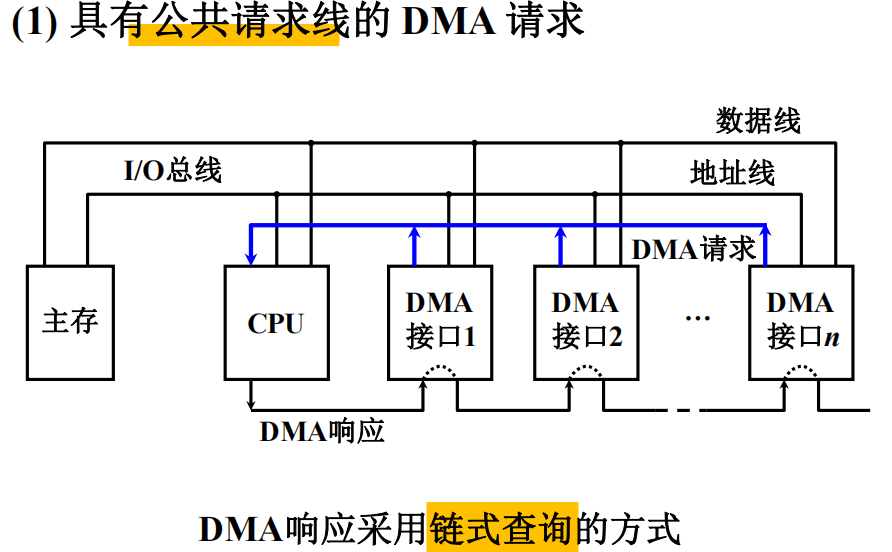 (1) 具有公共请求线的 DMA 请求
数据线
I/O总线
地址线
DMA请求
主存
CPU
DMA
接口1
DMA
接口2
…
DMA
接口n
DMA响应
DMA响应采用链式查询的方式